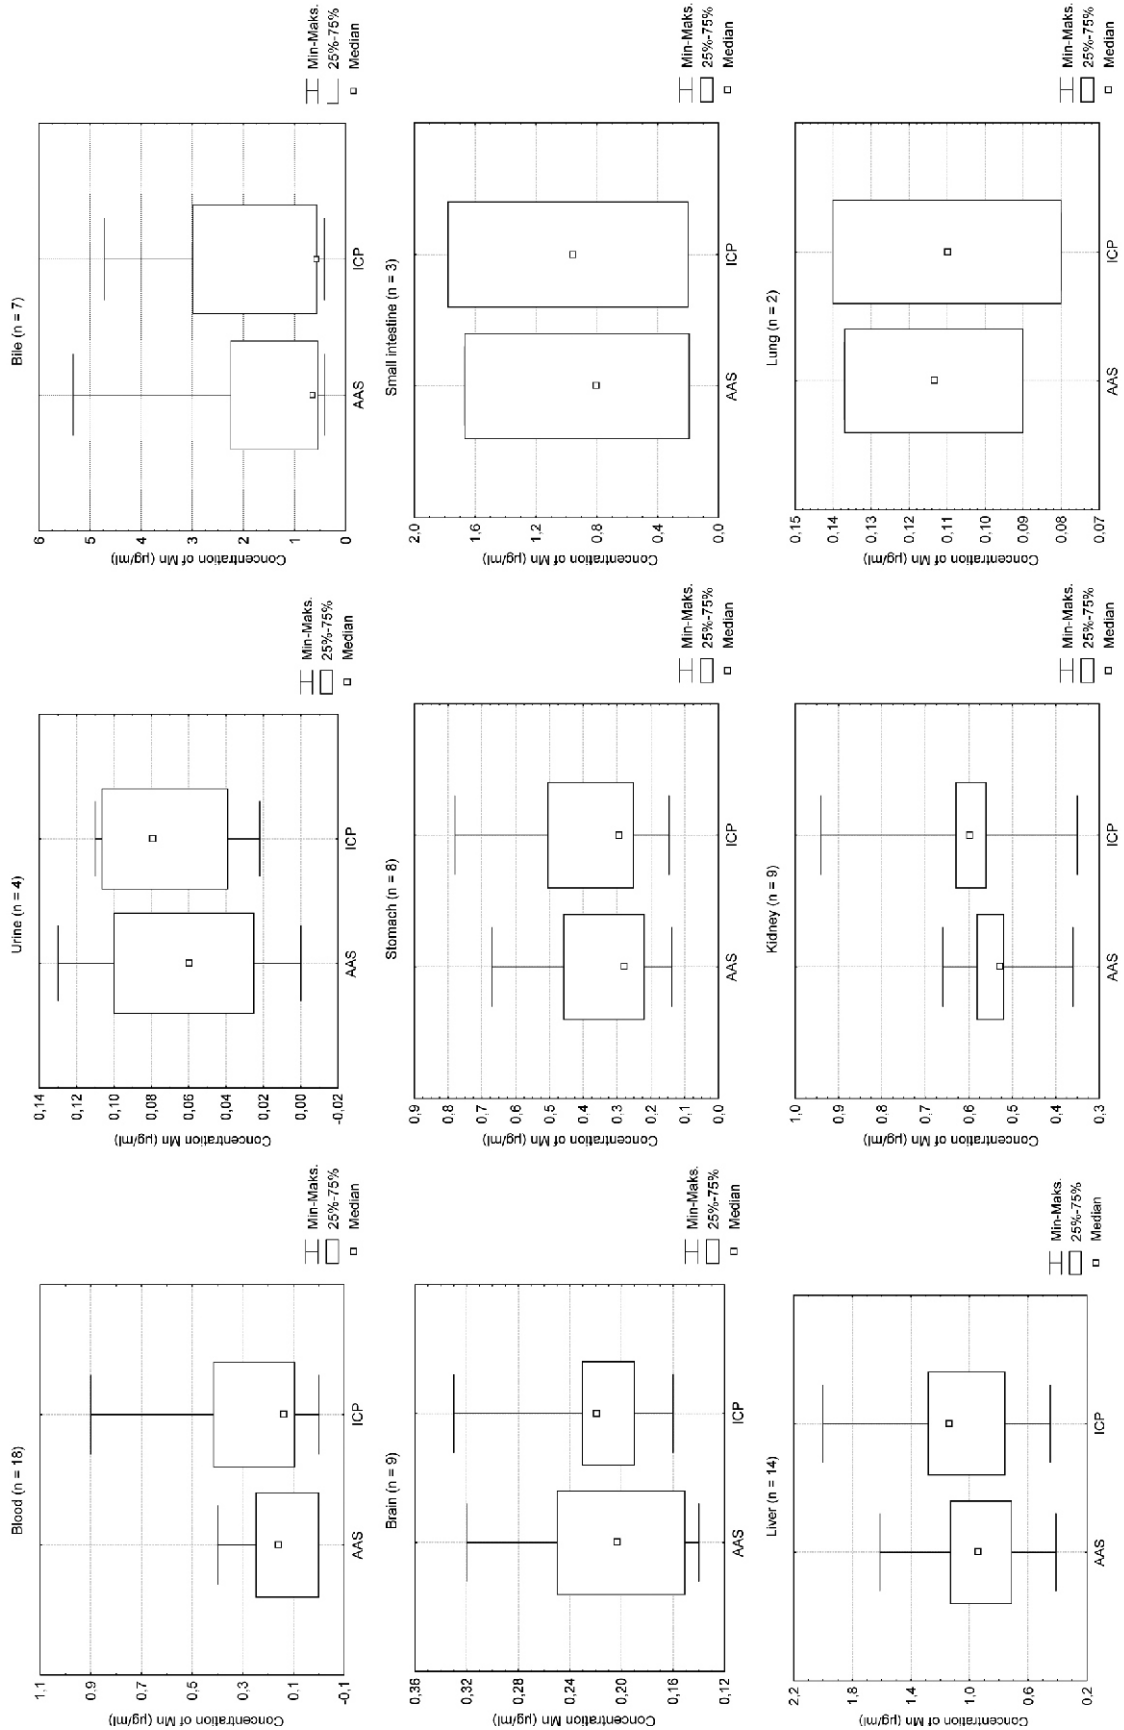 Blood (n = 18)
Concentration of Mn (µg/ml)
1,1
0,9
0,7
0,5
0,3
0,1
-0,1
AAS
ICP
Min-Maks.
25%-75%
Median
Urine (n = 4)
Concentration Mn (µg/ml)
0,14
0,12
0,10
0,08
0,06
0,04
0,02
0,00
-0,02
AAS
ICP
Min-Maks.
25%-75%
Median
Bile (n = 7)
Concentration of Mn (µg/ml)
6
5
4
3
2
1
0
AAS
ICP
Min-Maks.
25%-75%
Median
Brain (n = 9)
Concentration of Mn (µg/ml)
0,36
0,32
0,28
0,24
0,20
0,16
0,12
AAS
ICP
Min-Maks.
25%-75%
Median
Stomach (n = 8)
Concentration of Mn (µg/ml)
0,9
0,8
0,7
0,6
0,5
0,4
0,3
0,2
0,1
0,0
AAS
ICP
Min-Maks.
25%-75%
Median
Small intestine (n = 3)
Concentration of Mn (µg/ml)
2,0
1,6
1,2
0,8
0,4
0,0
AAS
ICP
Min-Maks.
25%-75%
Median
Liver (n = 14)
Concentration of Mn (µg/ml)
2,2
1,8
1,4
1,0
0,6
0,2
AAS
ICP
Min-Maks.
25%-75%
Median
Kidney (n = 9)
Concentration of Mn (µg/ml)
1,0
0,9
0,8
0,7
0,6
0,5
0,4
0,3
AAS
ICP
Min-Maks.
25%-75%
Median
Lung (n = 2)
Concentration of Mn (µg/ml)
0,15
0,14
0,13
0,12
0,11
0,10
0,09
0,08
0,07
AAS
ICP
Min-Maks.
25%-75%
Median